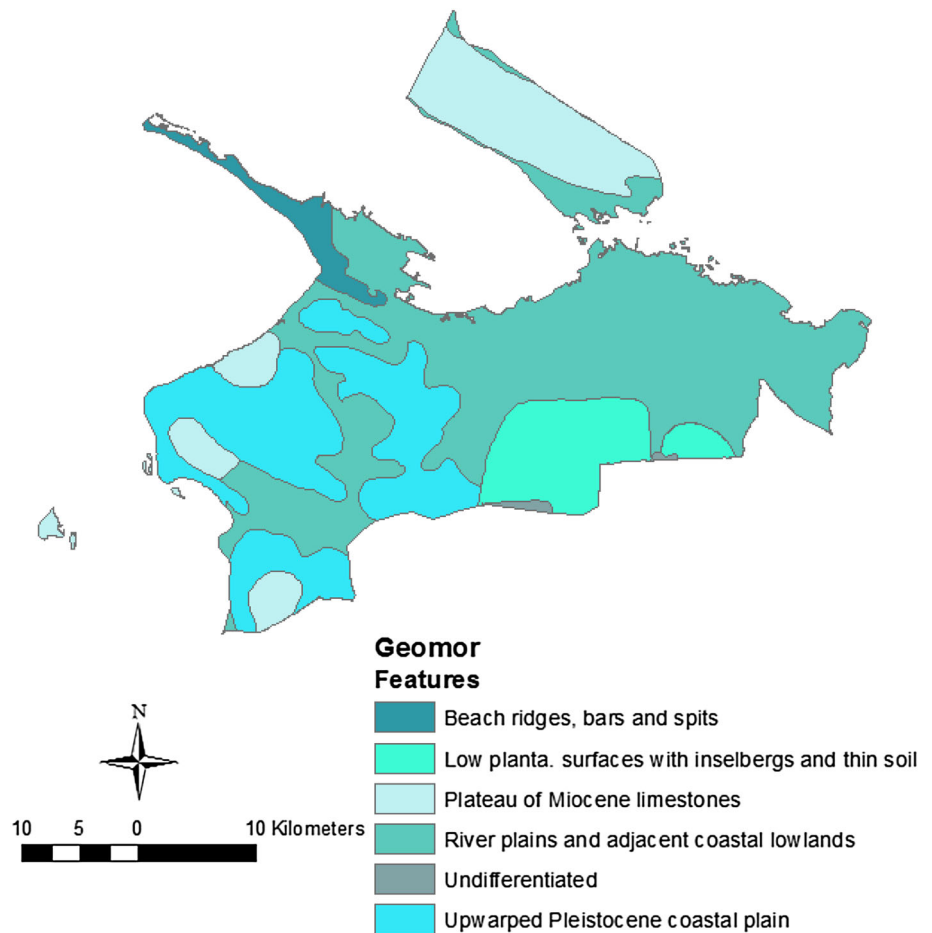 Geomor
Features
Beach ridges, bars and spits
Low planta. surfaces with inselbergs and thin soil
Plateau of Miocene limestones
River plains and adjacent coastal lowlands
Undifferentiated
Upwarped Pleistocene coastal plain
N
10 5 0 10 Kilometers